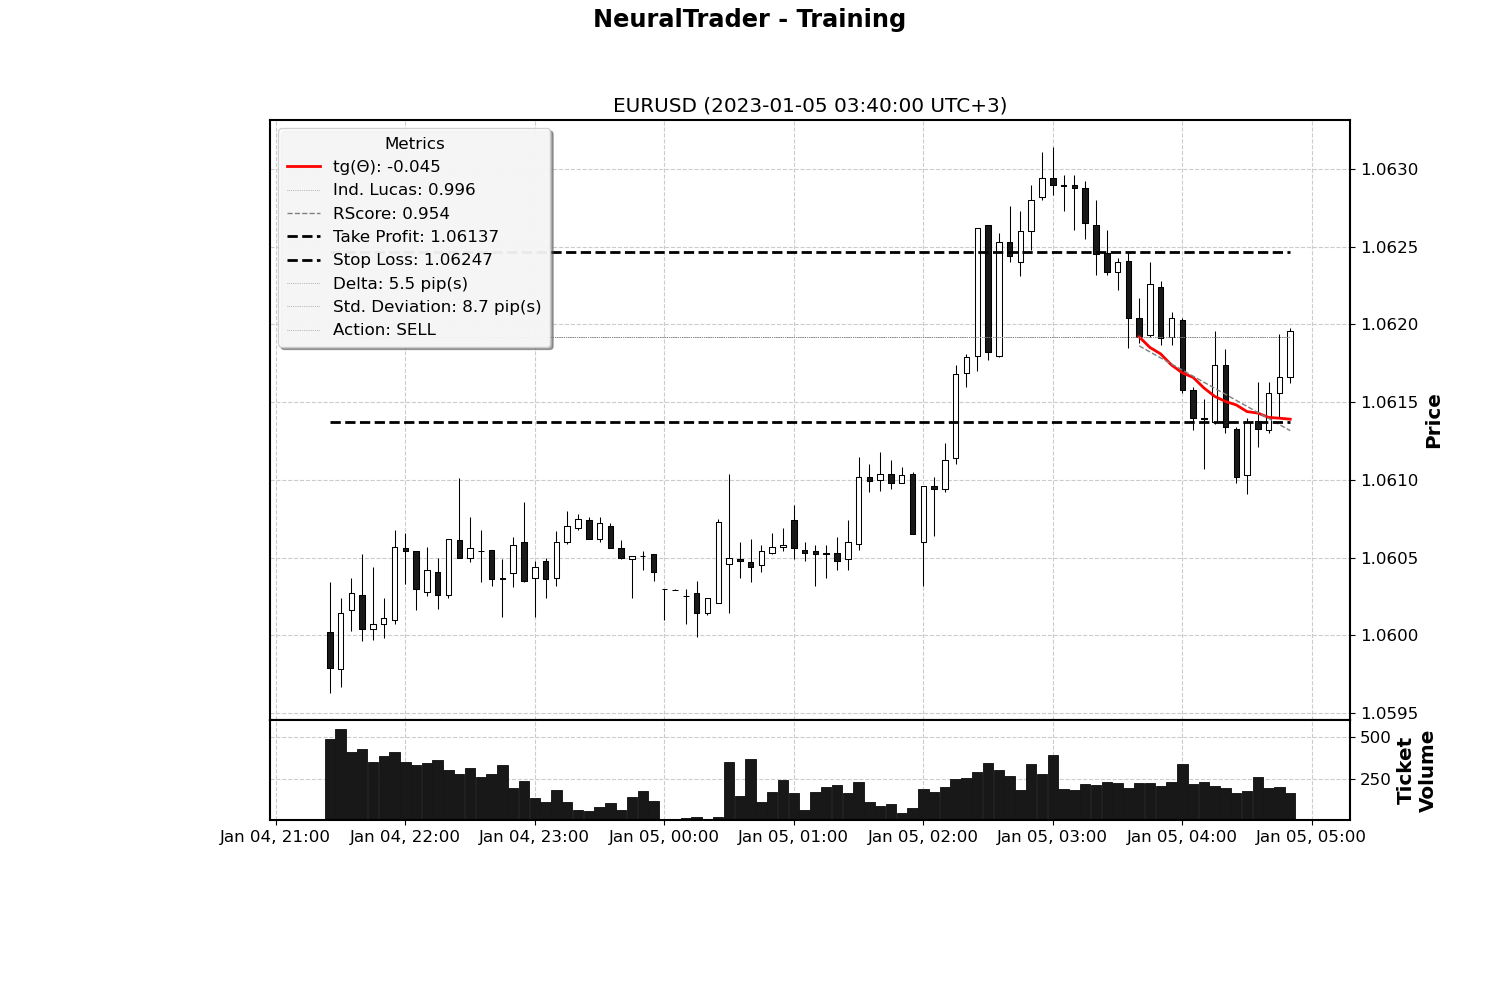 NeuralTrader - Training
EURUSD (2023-01-05 03:40:00 UTC+3)
Metrics
tg(Θ): -0.045
Ind. Lucas: 0.996
RScore: 0.954
Take Profit: 1.06137
Stop Loss: 1.06247
Delta: 5.5 pip(s)
Std. Deviation: 8.7 pip(s)
Action: SELL
1.0630
1.0625
1.0620
1.0615
1.0610
1.0605
1.0600
1.0595
Price
500
250
Ticket
Volume
Jan 04, 21:00
Jan 04, 22:00
Jan 04, 23:00
Jan 05, 00:00
Jan 05, 01:00
Jan 05, 02:00
Jan 05, 03:00
Jan 05, 04:00
Jan 05, 05:00